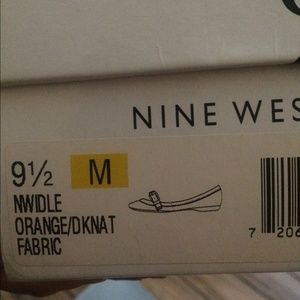 NINE WES
9½ M
NWIDLE
ORANGE/DKNAT
FABRIC
7 206